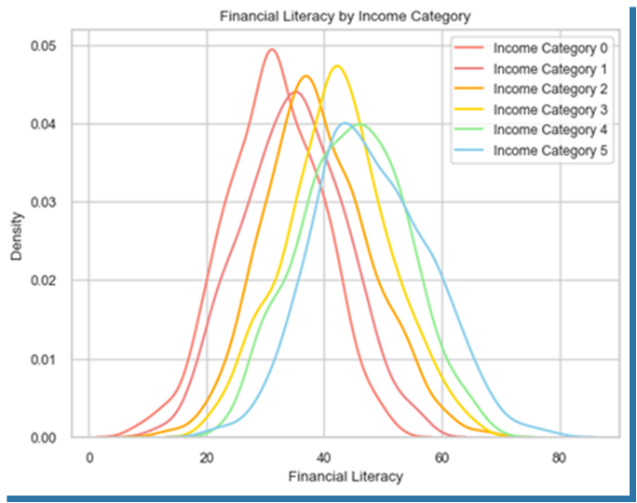 Financial Literacy by Income Category
0.05
0.04
0.03
0.02
0.01
0.00
Density
Income Category 0
Income Category 1
Income Category 2
Income Category 3
Income Category 4
Income Category 5
0 20 40 60 80
Financial Literacy